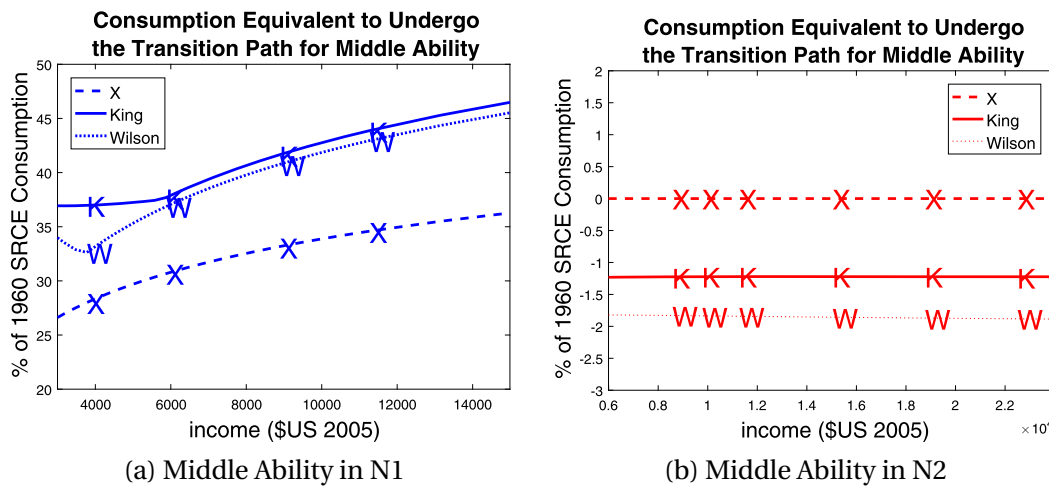 Consumption Equivalent to Undergo
the Transition Path for Middle Ability
% of 1960 SRCE Consumption
50
45
40
35
30
25
20
X
King
Wilson
K
K
K
K
W
W
W
W
X
X
X
X
4000
6000
8000
10000
12000
14000
income ($US 2005)
(a) Middle Ability in N1
Consumption Equivalent to Undergo
the Transition Path for Middle Ability
% of 1960 SRCE Consumption
2
1.5
1
0.5
0
-0.5
-1
-1.5
-2
-2.5
-3
X
King
Wilson
X X X X X X
K K K K K K
W W W W W W
0.6
0.8
1
1.2
1.4
1.6
1.8
2
2.2
income ($US 2005)
(b) Middle Ability in N2